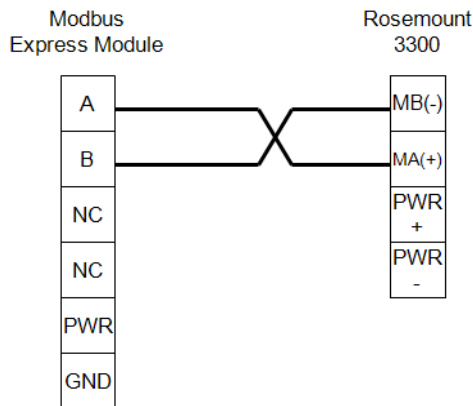 Modbus
Express Module
Rosemount
3300
A
B
NC
NC
PWR
GND
MB(-)
MA(+)
PWR
+
PWR
-